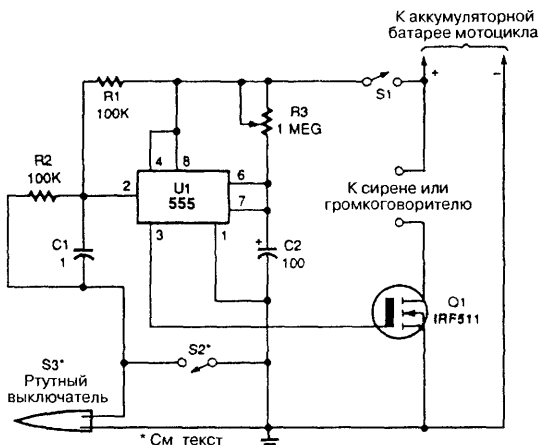 К аккумуляторной
батарее мотоцикла
+
–
S1
R1
100K
R3
1 MEG
R2
100K
4
8
2
U1
555
6
7
3
1
C1
1
+
C2
100
К сирене или
громкоговорителю
Q1
IRF511
S2*
S3*
Ртутный
выключатель
* См текст